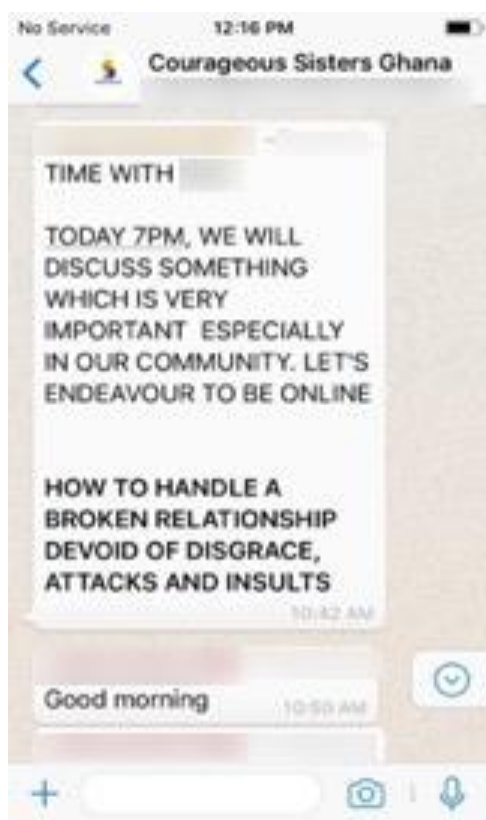 No Service 12:16 PM
Courageous Sisters Ghana
TIME WITH
TODAY 7PM, WE WILL
DISCUSS SOMETHING
WHICH IS VERY
IMPORTANT ESPECIALLY
IN OUR COMMUNITY. LET'S
ENDEAVOUR TO BE ONLINE
HOW TO HANDLE A
BROKEN RELATIONSHIP
DEVOID OF DISGRACE,
ATTACKS AND INSULTS
10:42 AM
Good morning 10:50 AM